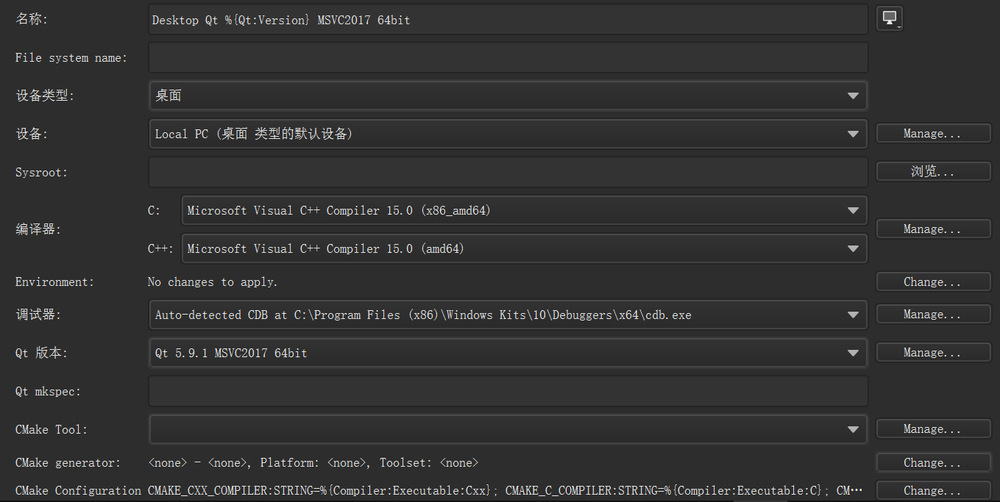 名称: Desktop Qt %{Qt:Version} MSVC2017 64bit
File system name:
设备类型: 桌面
设备: Local PC (桌面 类型的默认设备) Manage...
Sysroot: 浏览...
C: Microsoft Visual C++ Compiler 15.0 (x86_amd64)
编译器: Manage...
C++: Microsoft Visual C++ Compiler 15.0 (amd64)
Environment: No changes to apply. Change...
调试器: Auto-detected CDB at C:\Program Files (x86)\Windows Kits\10\Debuggers\x64\cdb.exe Manage...
Qt 版本: Qt 5.9.1 MSVC2017 64bit Manage...
Qt mkspec:
CMake Tool: Manage...
CMake generator: <none> - <none>, Platform: <none>, Toolset: <none> Change...
CMake Configuration CMAKE_CXX_COMPILER:STRING=%{Compiler:Executable:Cxx}; CMAKE_C_COMPILER:STRING=%{Compiler:Executable:C}; CM… Change...